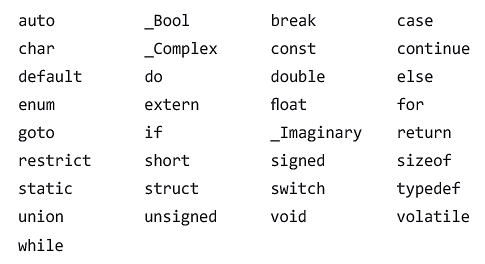 auto _Bool break case
char _Complex const continue
default do double else
enum extern float for
goto if _Imaginary return
restrict short signed sizeof
static struct switch typedef
union unsigned void volatile
while